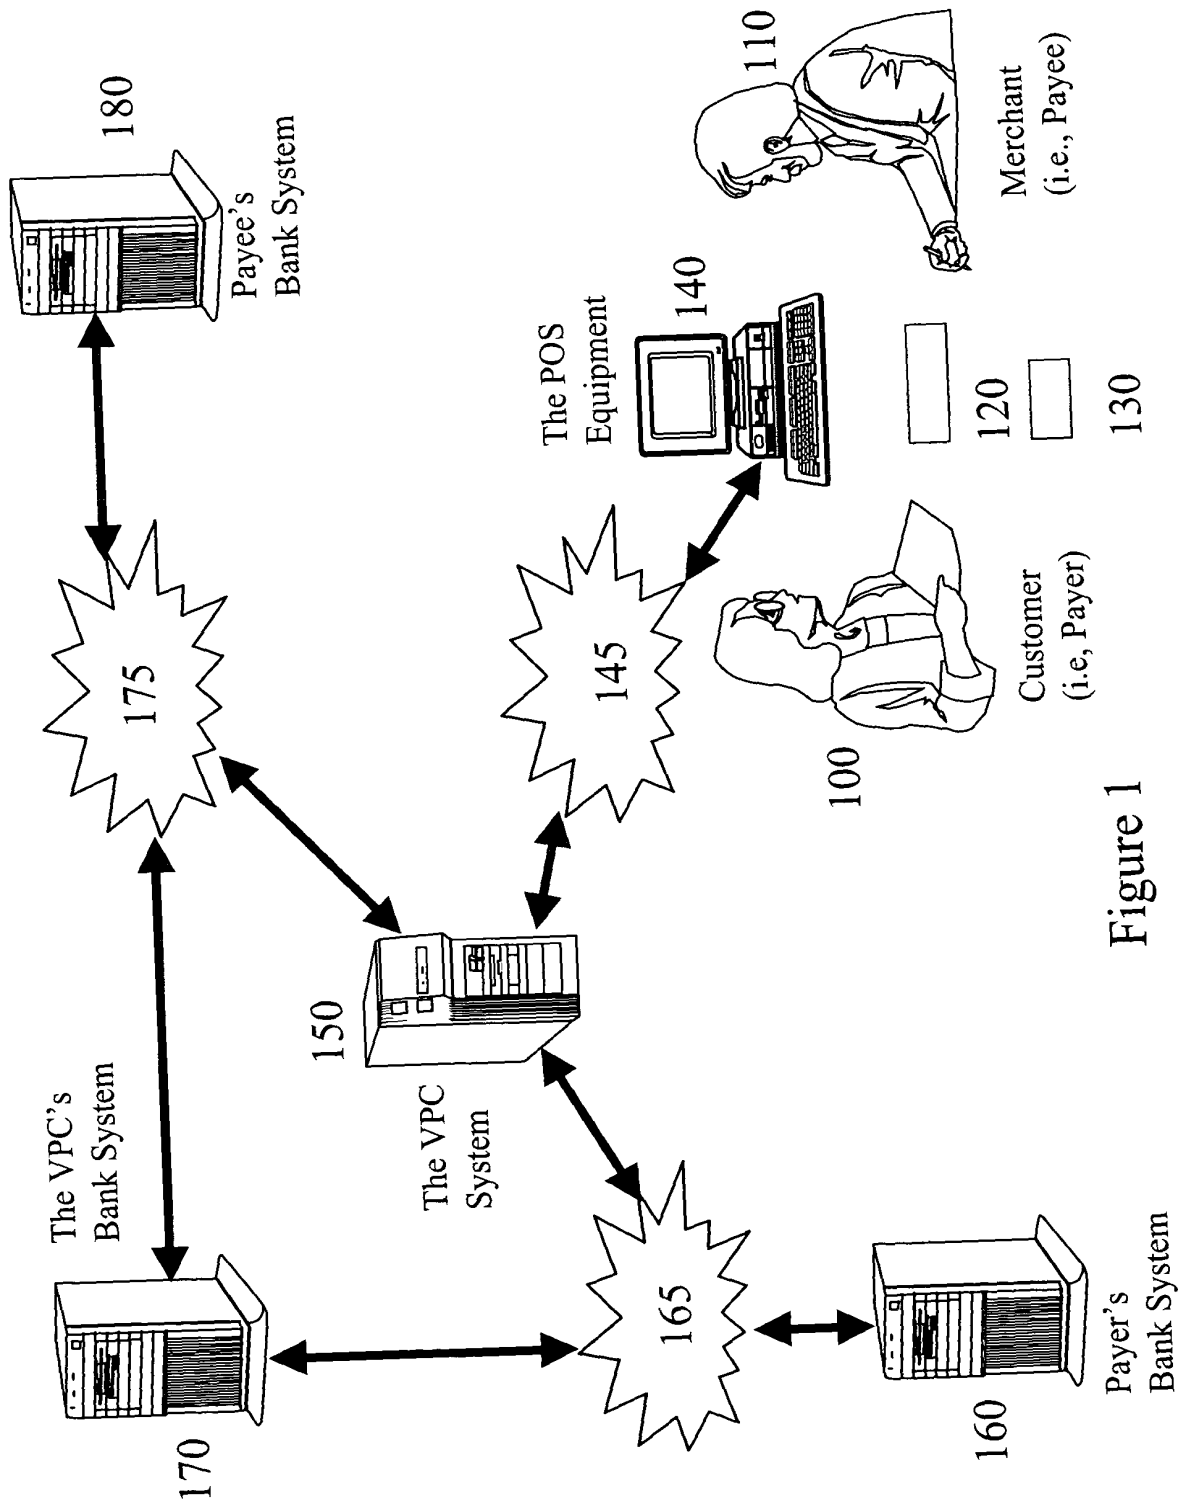 170
The VPC's
Bank System
175
180
Payee's
Bank System
150
The VPC
System
145
The POS
Equipment
140
110
165
100
120
130
Customer
(i.e, Payer)
Merchant
(i.e., Payee)
160
Payer's
Bank System
Figure 1